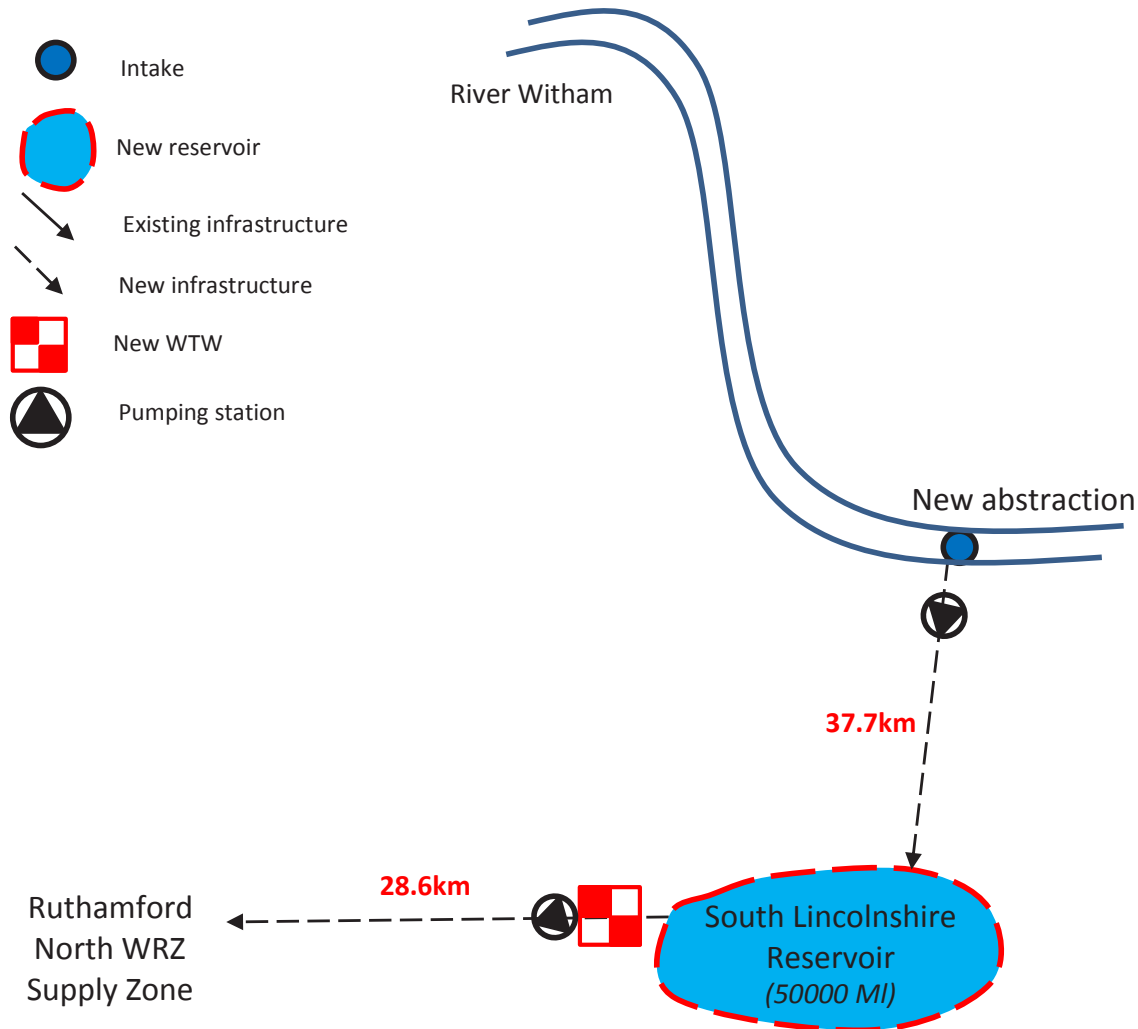 Intake
New reservoir
Existing infrastructure
New infrastructure
New WTW
Pumping station
River Witham
New abstraction
37.7km
28.6km
Ruthamford
North WRZ
Supply Zone
South Lincolnshire
Reservoir
(50000 Ml)